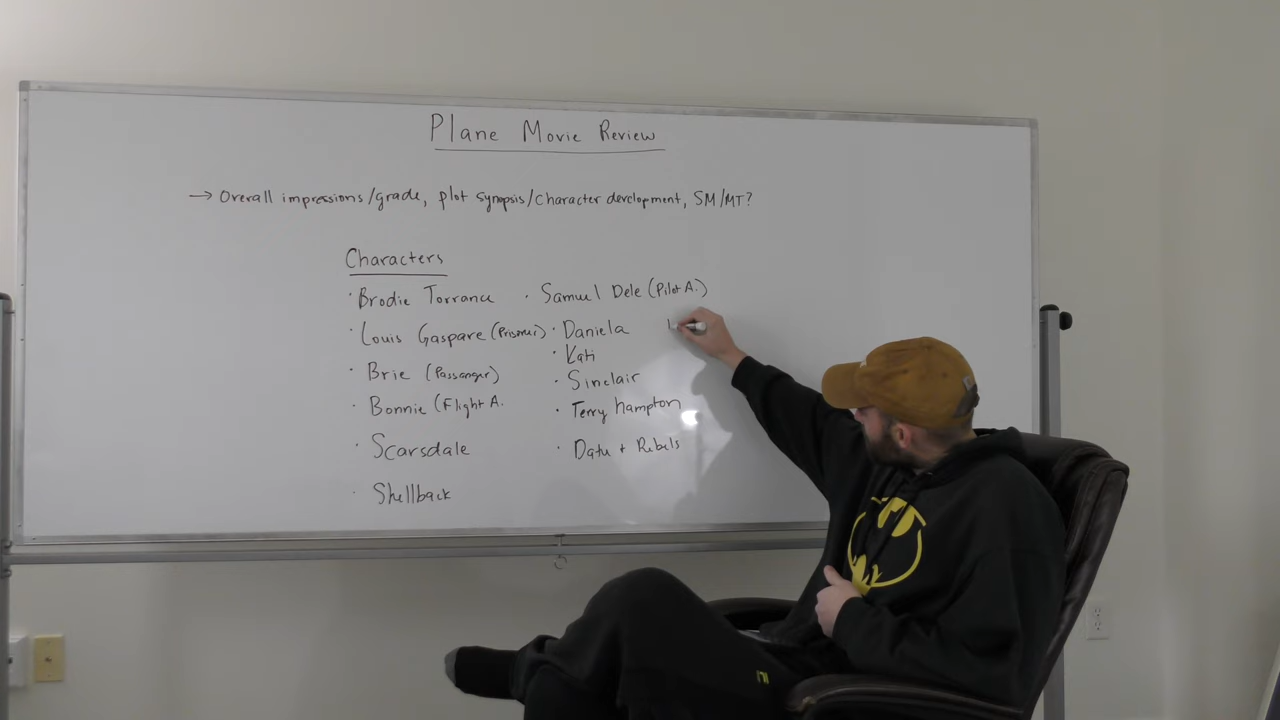 Plane Movie Review
→ Overall impressions/grade, plot synopsis/character development, SM/MT?
Characters
· Brodie Torrance
· Louis Gaspare (Prisoner)
· Brie (Passanger)
· Bonnie (Flight A.
· Scarsdale
· Shellback
· Samuel Dele (Pilot A.)
· Daniela
· Kati
· Sinclair
· Terry Hampton
· Datu + Rebels